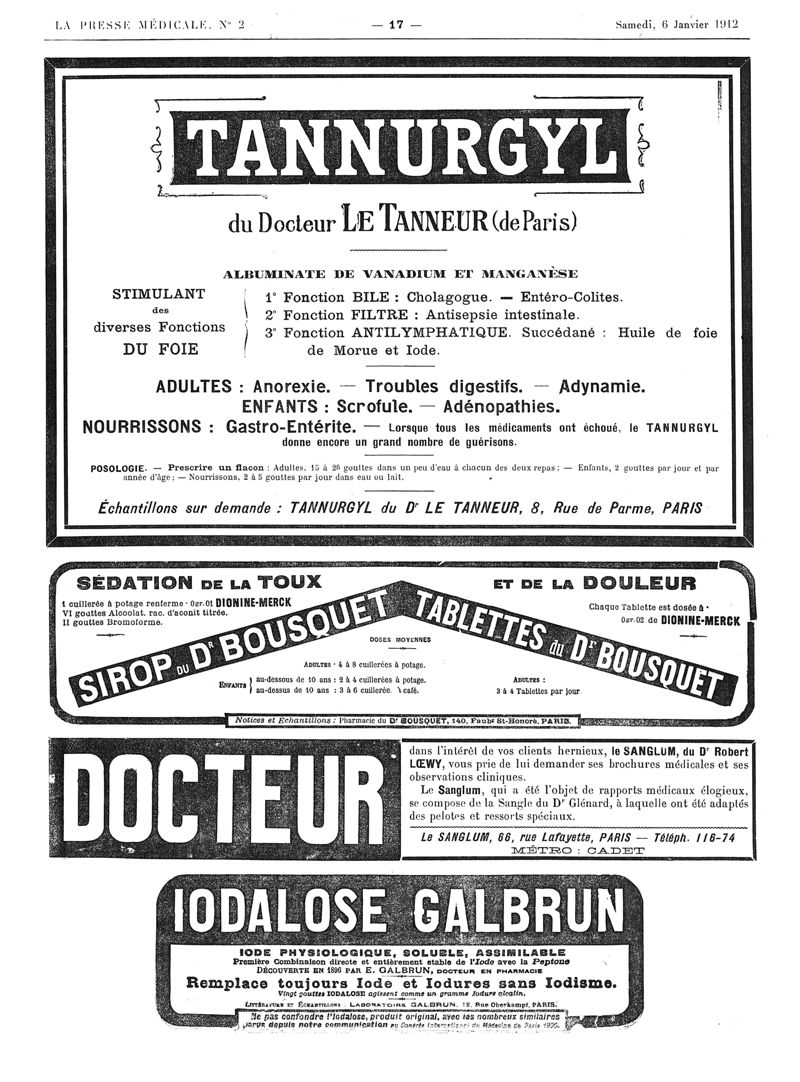 LA PRESSE MÉDICALE, N° 2 — 17 — Samedi, 6 Janvier 1912
TANNURGYL
du Docteur LE TANNEUR (de Paris)
ALBUMINATE DE VANADIUM ET MANGANÈSE
STIMULANT
des
diverses Fonctions
DU FOIE
1° Fonction BILE : Cholagogue. — Entéro-Colites.
2° Fonction FILTRE : Antisepsie intestinale.
3° Fonction ANTILYMPHATIQUE. Succédané : Huile de foie
de Morue et Iode.
ADULTES : Anorexie. — Troubles digestifs. — Adynamie.
ENFANTS : Scrofule. — Adénopathies.
NOURRISSONS : Gastro-Entérite. — Lorsque tous les médicaments ont échoué, le TANNURGYL
donne encore un grand nombre de guérisons.
POSOLOGIE. — Prescrire un flacon : Adultes, 15 à 20 gouttes dans un peu d'eau à chacun des deux repas ; — Enfants, 2 gouttes par jour et par
année d'âge ; — Nourrissons, 2 à 5 gouttes par jour dans eau ou lait.
Échantillons sur demande : TANNURGYL du Dr LE TANNEUR, 8, Rue de Parme, PARIS
SÉDATION DE LA TOUX
1 cuillerée à potage renferme · 0gr.01 DIONINE-MERCK
VI gouttes Alcoolat. rac. d'aconit titrée.
II gouttes Bromoforme.
SIROP DU Dr BOUSQUET
ET DE LA DOULEUR
Chaque Tablette est dosée à ·
0gr.02 de DIONINE-MERCK
TABLETTES du Dr BOUSQUET
DOSES MOYENNES
ADULTES · 4 à 8 cuillerées à potage.
ENFANTS au-dessous de 10 ans : 2 à 4 cuillerées à potage.
au-dessus de 10 ans : 3 à 6 cuillerée. café.
ADULTES :
3 à 4 Tablettes par jour
Notices et Echantillons : Pharmacie du Dr BOUSQUET, 140, Faubg St-Honoré, PARIS.
DOCTEUR
dans l'intérêt de vos clients hernieux, le SANGLUM, du Dr Robert
LŒWY, vous prie de lui demander ses brochures médicales et ses
observations cliniques.
Le Sanglum, qui a été l'objet de rapports médicaux élogieux,
se compose de la Sangle du Dr Glénard, à laquelle ont été adaptés
des pelotes et ressorts spéciaux.
Le SANGLUM, 66, rue Lafayette, PARIS — Téléph. 116-74
MÉTRO : CADET
IODALOSE GALBRUN
IODE PHYSIOLOGIQUE, SOLUBLE, ASSIMILABLE
Première Combinaison directe et entièrement stable de l'Iode avec la Peptone
DÉCOUVERTE EN 1896 PAR E. GALBRUN, DOCTEUR EN PHARMACIE
Remplace toujours Iode et Iodures sans Iodisme.
Vingt gouttes IODALOSE agissent comme un gramme Iodure alcalin.
LITTÉRATURE ET ÉCHANTILLONS : LABORATOIRE GALBRUN, 18, Rue Oberkampf, PARIS.
Ne pas confondre l'Iodalose, produit original, avec les nombreux similaires
parus depuis notre communication au Congrès International de Médecine de Paris 1900.